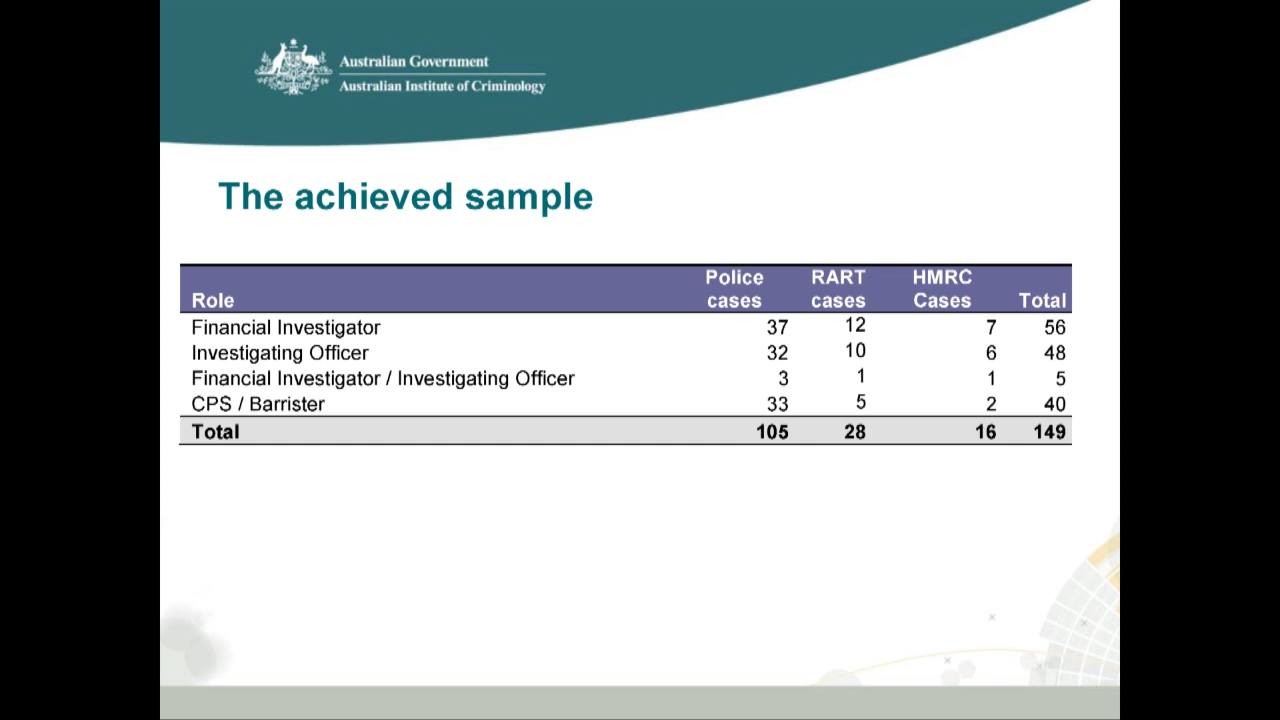 Australian Government
Australian Institute of Criminology
The achieved sample
Role Police cases RART cases HMRC Cases Total
Financial Investigator 37 12 7 56
Investigating Officer 32 10 6 48
Financial Investigator / Investigating Officer 3 1 1 5
CPS / Barrister 33 5 2 40
Total 105 28 16 149